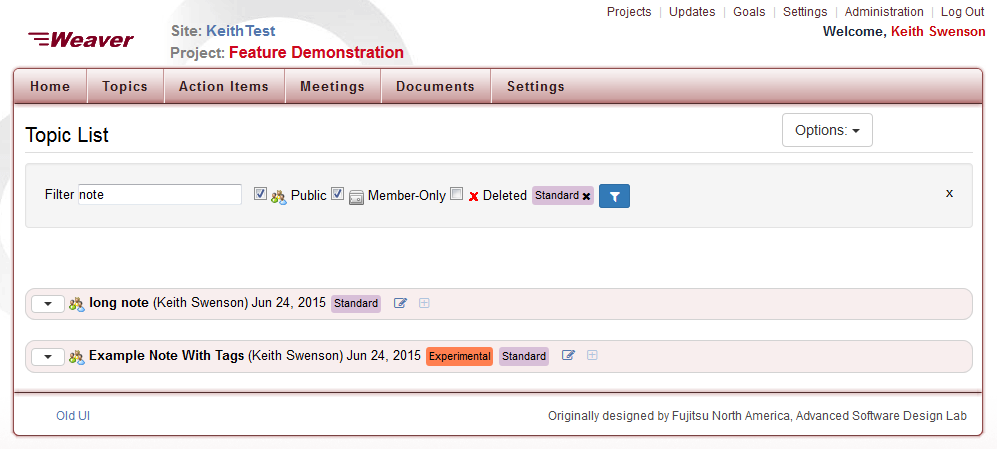 Projects | Updates | Goals | Settings | Administration | Log Out
Weaver
Site: KeithTest
Welcome, Keith Swenson
Project: Feature Demonstration
Home Topics Action Items Meetings Documents Settings
Topic List
Options:
Filter note Public Member-Only Deleted Standard x
long note (Keith Swenson) Jun 24, 2015 Standard
Example Note With Tags (Keith Swenson) Jun 24, 2015 Experimental Standard
Old UI
Originally designed by Fujitsu North America, Advanced Software Design Lab